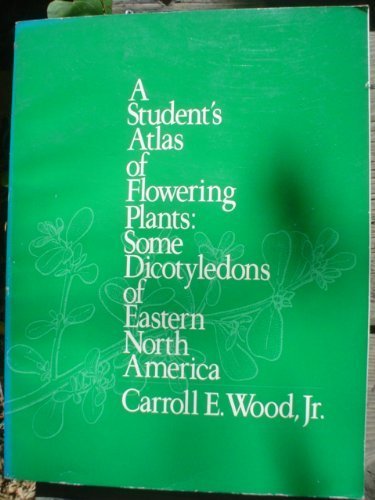 A
Student's
Atlas
of
Flowering
Plants:
Some
Dicotyledons
of
Eastern
North
America
Carroll E. Wood, Jr.